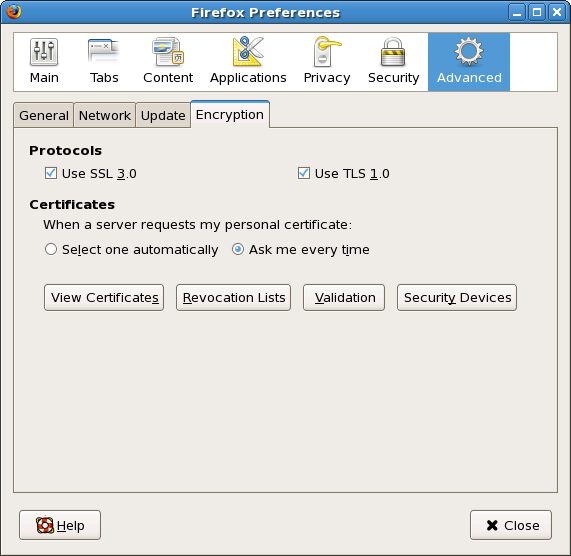 Firefox Preferences
Main Tabs Content Applications Privacy Security Advanced
General Network Update Encryption
Protocols
Use SSL 3.0 Use TLS 1.0
Certificates
When a server requests my personal certificate:
Select one automatically Ask me every time
View Certificates Revocation Lists Validation Security Devices
Help Close